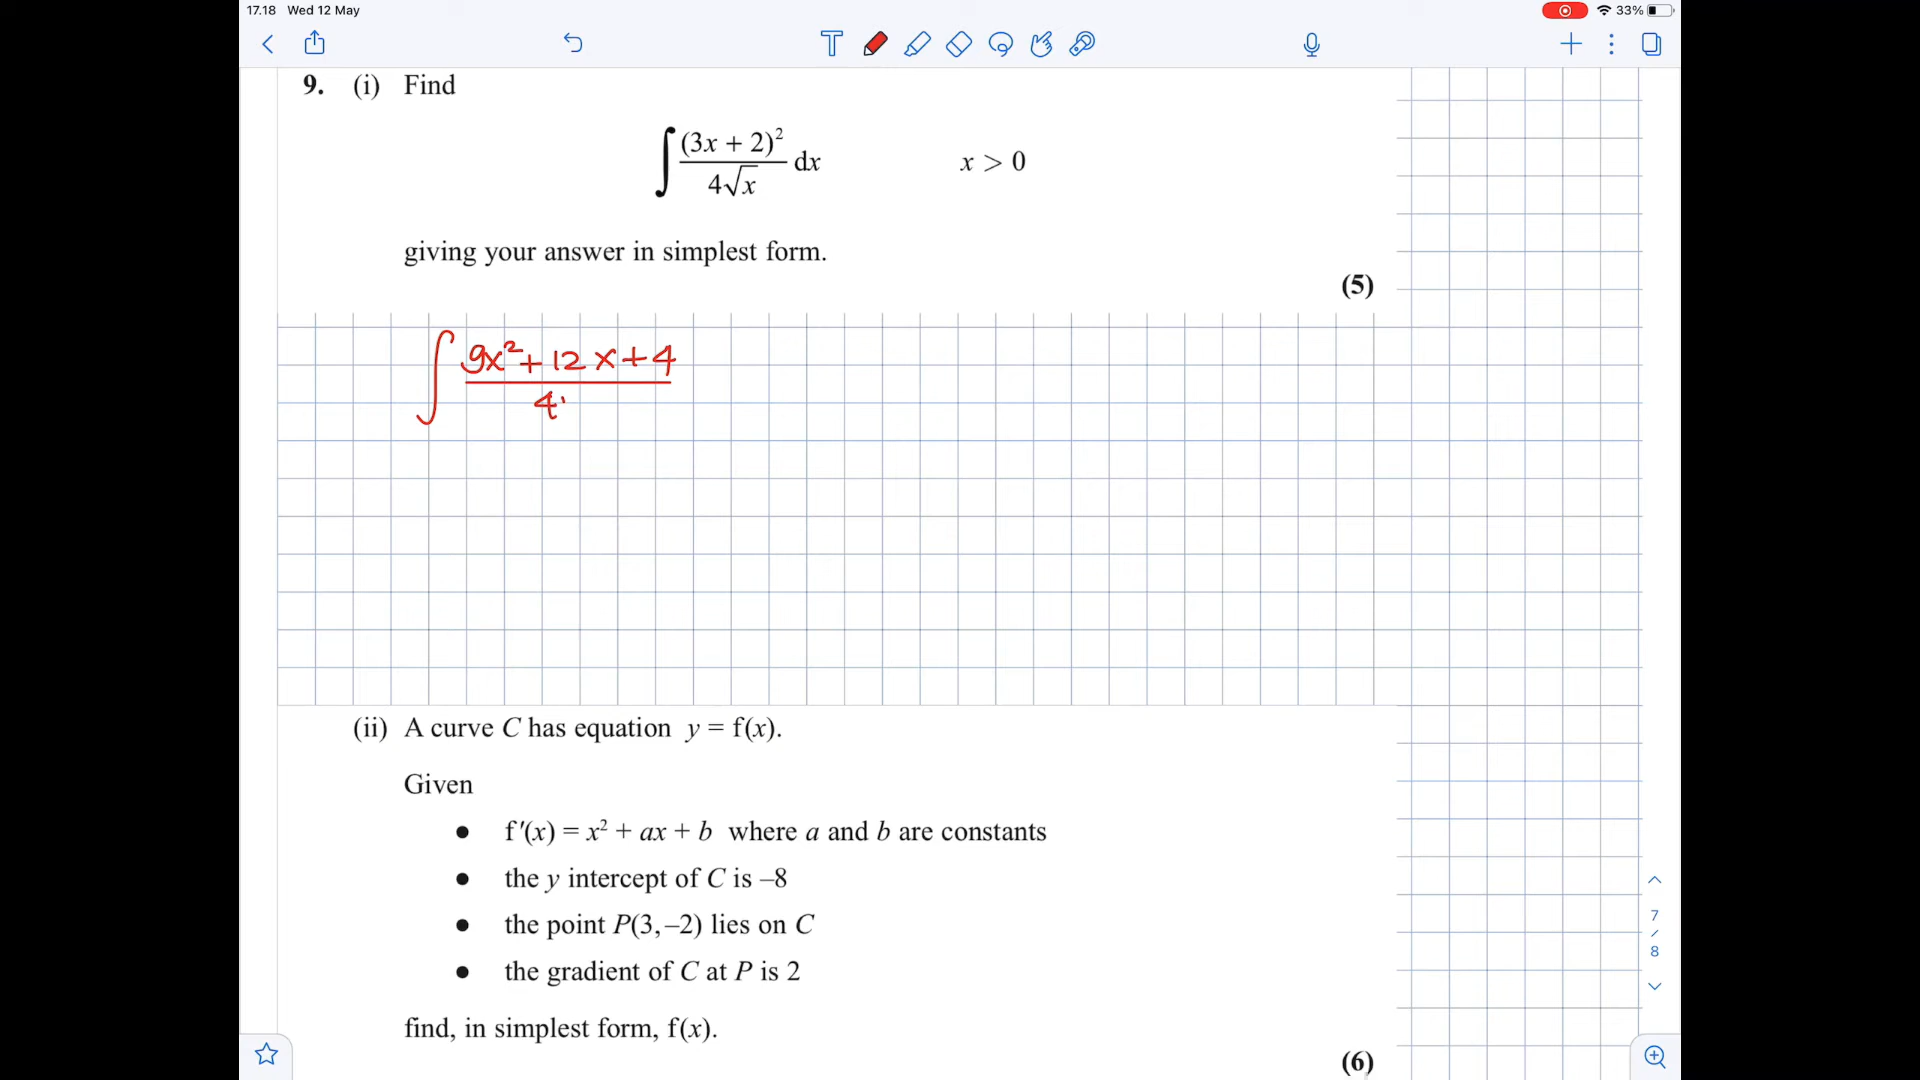 17.18 Wed 12 May
33%
T
9. (i) Find
∫ (3x + 2)² / 4√x dx x > 0
giving your answer in simplest form.
(5)
∫ 9x² + 12x + 4 / 4
(ii) A curve C has equation y = f(x).
Given
● f′(x) = x² + ax + b where a and b are constants
● the y intercept of C is –8
● the point P(3, –2) lies on C
● the gradient of C at P is 2
find, in simplest form, f(x).
(6)
7
/
8